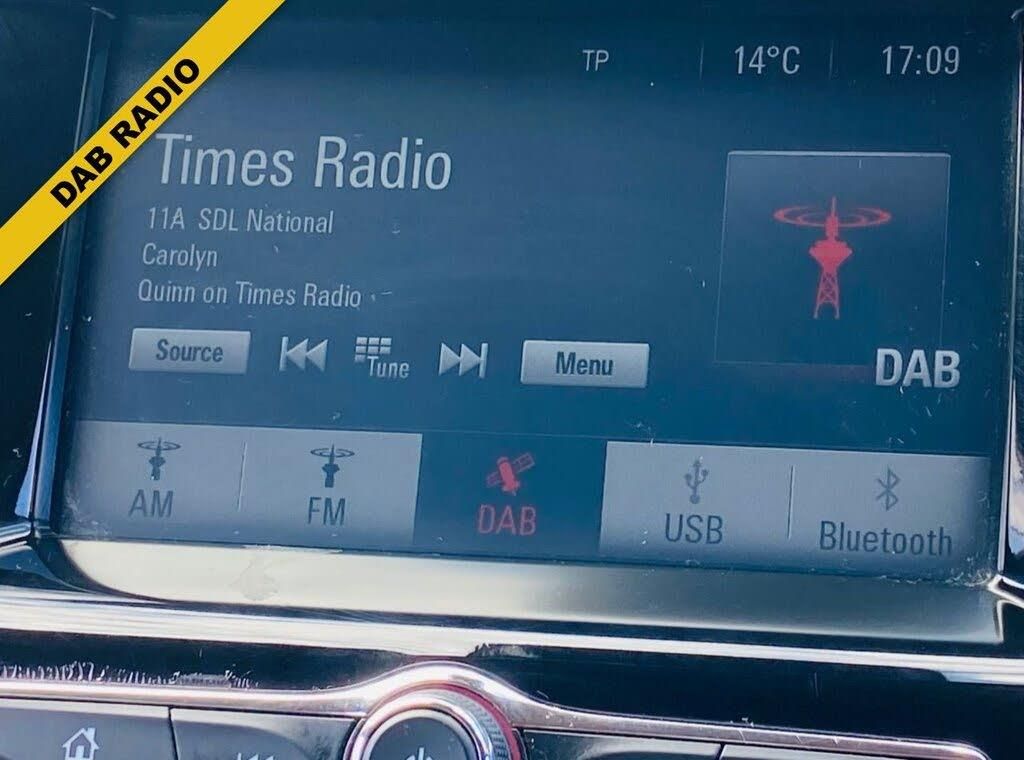 DAB RADIO
TP 14°C 17:09
Times Radio
11A SDL National
Carolyn
Quinn on Times Radio
Source Tune Menu
DAB
AM FM DAB USB Bluetooth